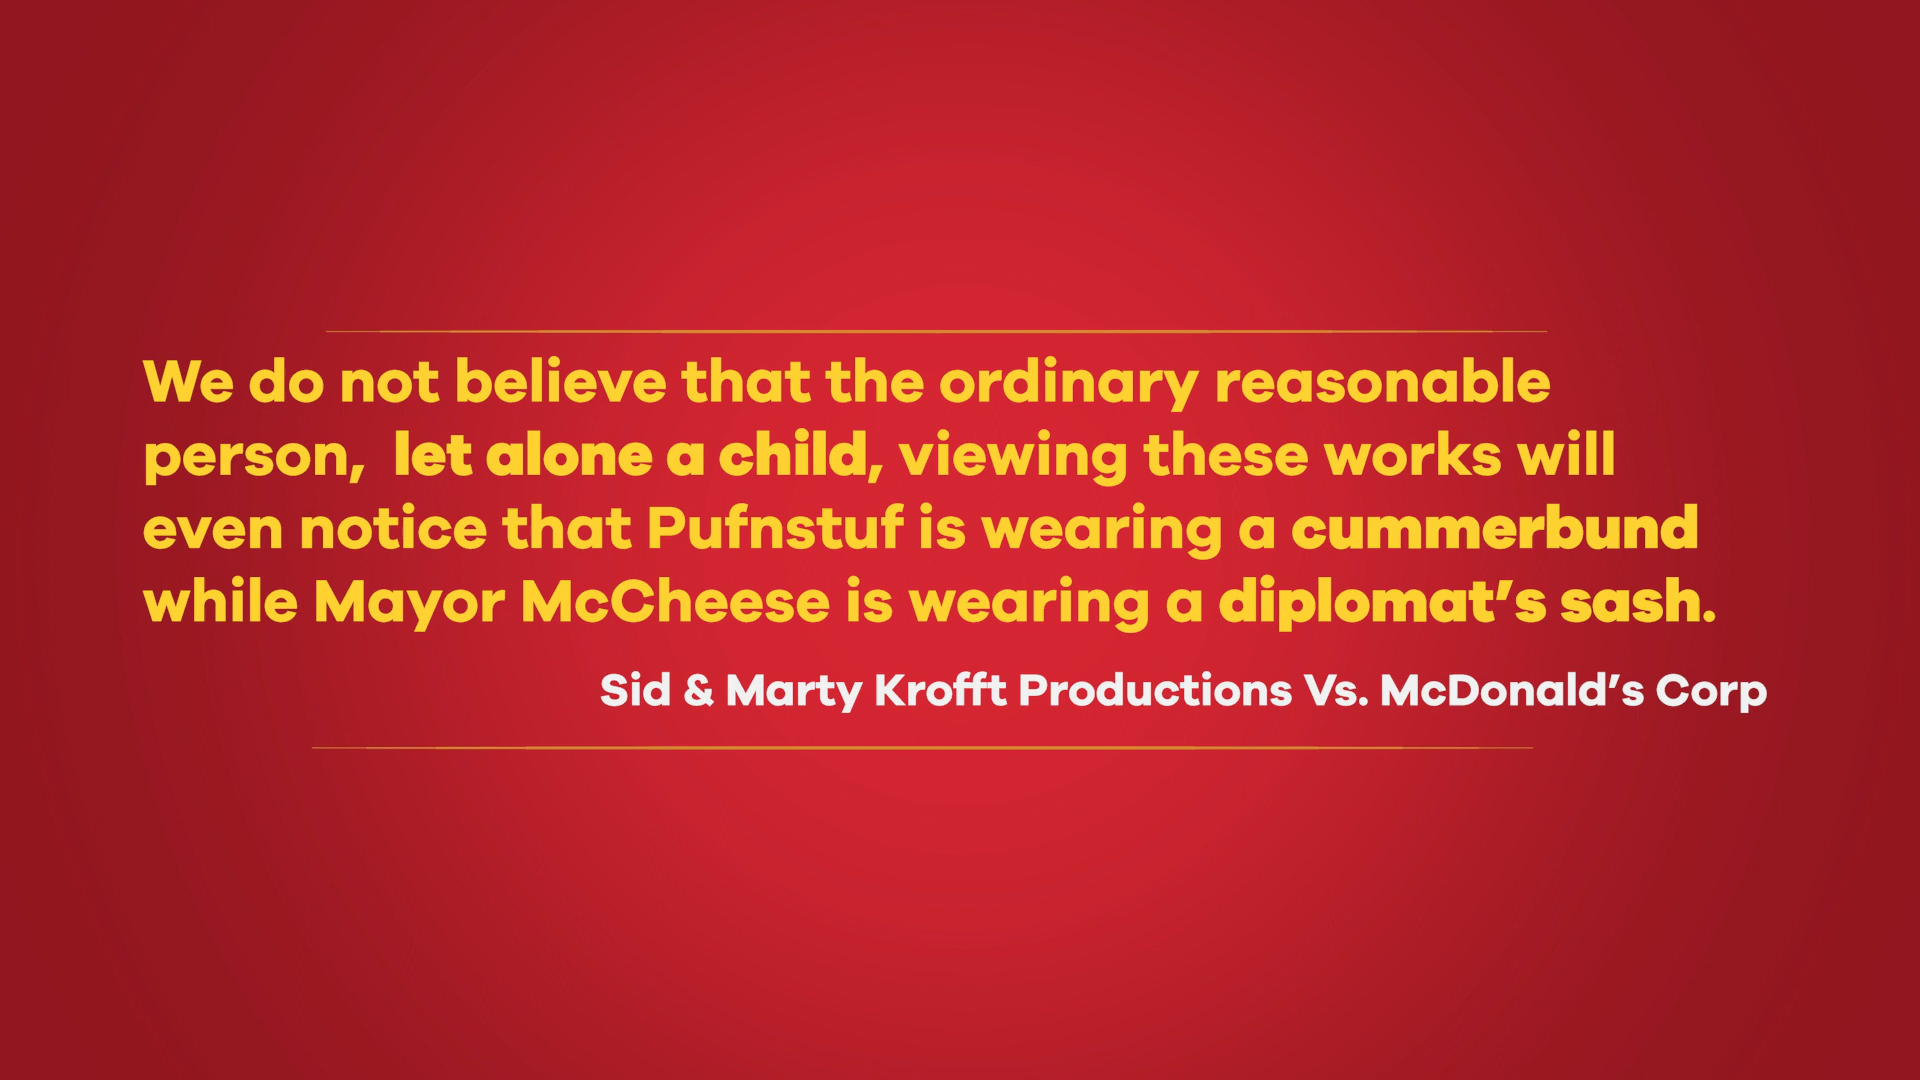 We do not believe that the ordinary reasonable
person,  let alone a child, viewing these works will
even notice that Pufnstuf is wearing a cummerbund
while Mayor McCheese is wearing a diplomat’s sash.
Sid & Marty Krofft Productions Vs. McDonald’s Corp